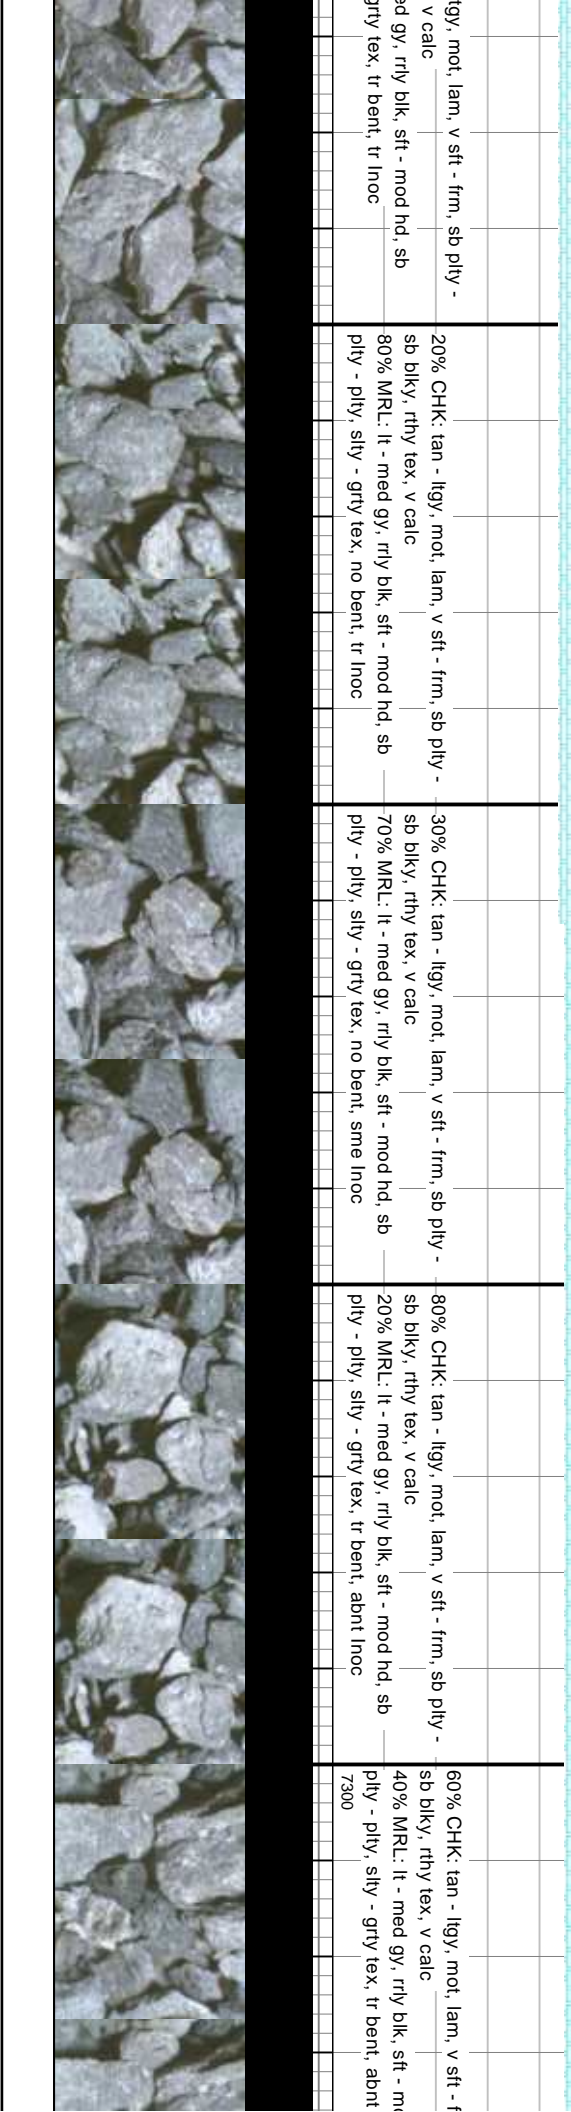 tgy, mot, lam, v sft - frm, sb plty -
v calc
ed gy, rrly blk, sft - mod hd, sb
grty tex, tr bent, tr Inoc
20% CHK: tan - ltgy, mot, lam, v sft - frm, sb plty -
sb blky, rthy tex, v calc
80% MRL: lt - med gy, rrly blk, sft - mod hd, sb
plty - plty, slty - grty tex, no bent, tr Inoc
30% CHK: tan - ltgy, mot, lam, v sft - frm, sb plty -
sb blky, rthy tex, v calc
70% MRL: lt - med gy, rrly blk, sft - mod hd, sb
plty - plty, slty - grty tex, no bent, sme Inoc
80% CHK: tan - ltgy, mot, lam, v sft - frm, sb plty -
sb blky, rthy tex, v calc
20% MRL: lt - med gy, rrly blk, sft - mod hd, sb
plty - plty, slty - grty tex, tr bent, abnt Inoc
60% CHK: tan - ltgy, mot, lam, v sft - f
sb blky, rthy tex, v calc
40% MRL: lt - med gy, rrly blk, sft - mo
plty - plty, slty - grty tex, tr bent, abnt
7300